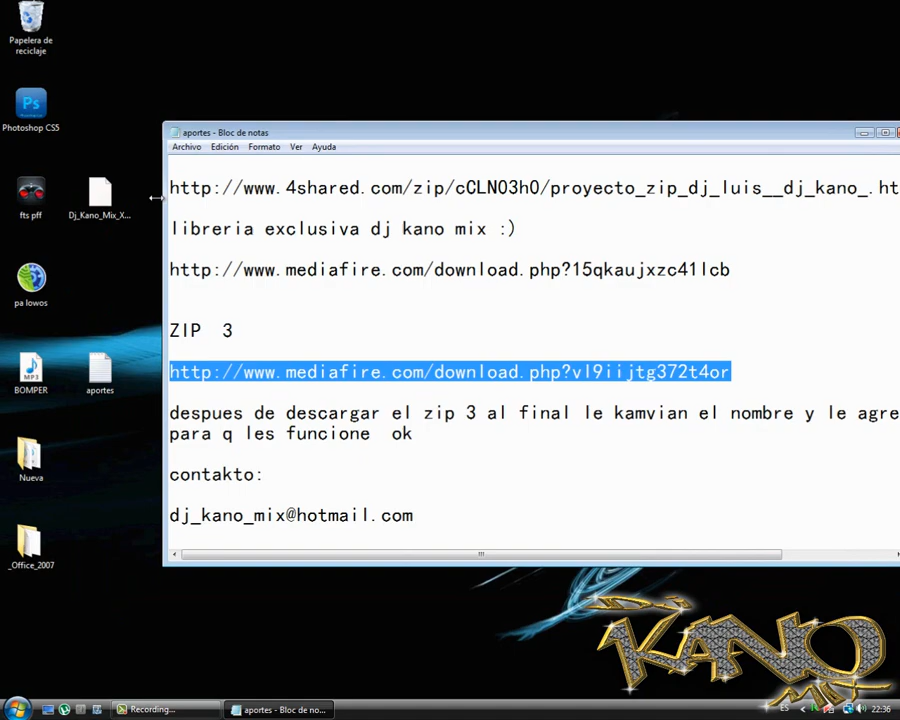 Papelera de
reciclaje
Ps
Photoshop CS5
fts pff
Dj_Kano_Mix_X...
pa lowos
MP3
BOMPER
aportes
Nueva
_Office_2007
aportes - Bloc de notas
Archivo Edición Formato Ver Ayuda
http://www.4shared.com/zip/cCLNO3hO/proyecto_zip_dj_luis__dj_kano_.ht
libreria exclusiva dj kano mix :)
http://www.mediafire.com/download.php?15qkaujxzc41lcb
ZIP 3
http://www.mediafire.com/download.php?vl9iijtg372t4or
despues de descargar el zip 3 al final le kamvian el nombre y le agre
para q les funcione ok
contakto:
dj_kano_mix@hotmail.com
DJ
KANO
MIX
Recording...
aportes - Bloc de no...
ES
22:36